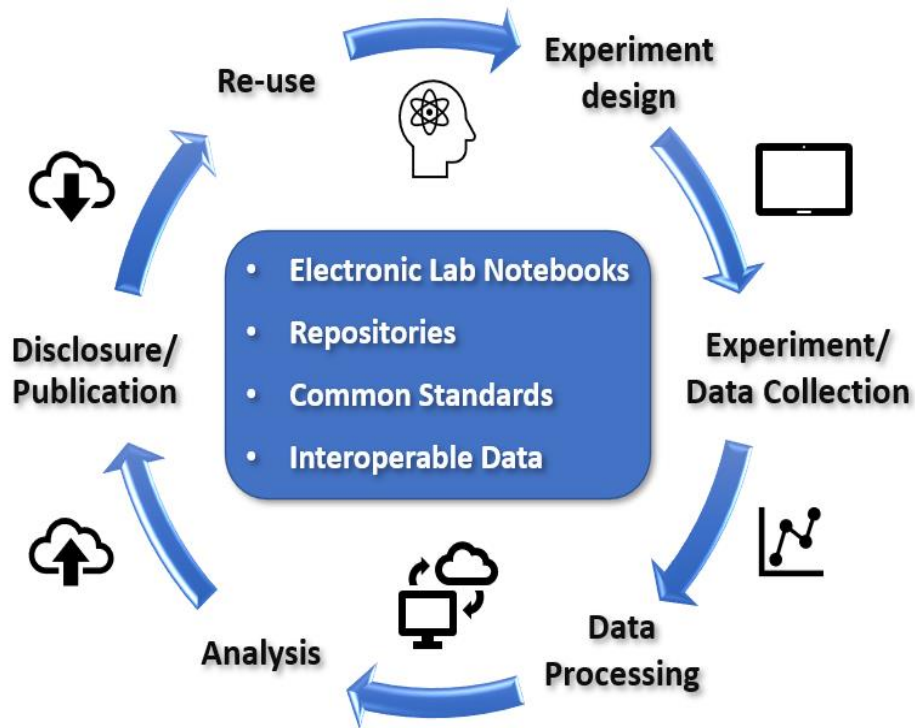 Re-use
Experiment
design
Experiment/
Data Collection
Data
Processing
Analysis
Disclosure/
Publication
• Electronic Lab Notebooks
• Repositories
• Common Standards
• Interoperable Data